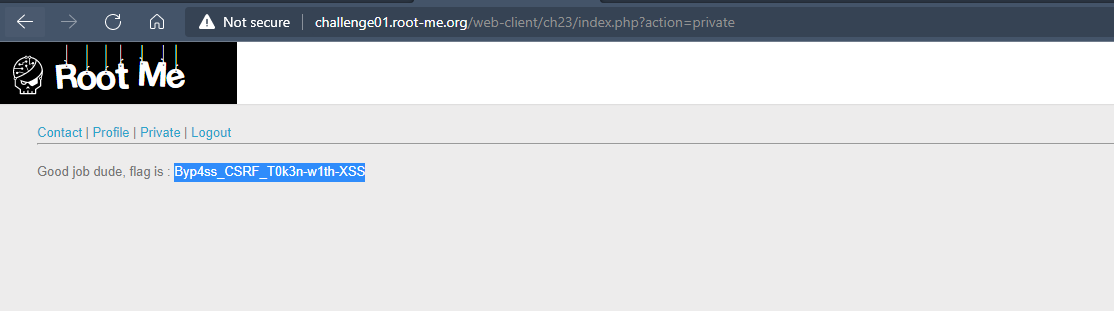 Not secure | challenge01.root-me.org/web-client/ch23/index.php?action=private
Root Me
Contact | Profile | Private | Logout
Good job dude, flag is : Byp4ss_CSRF_T0k3n-w1th-XSS